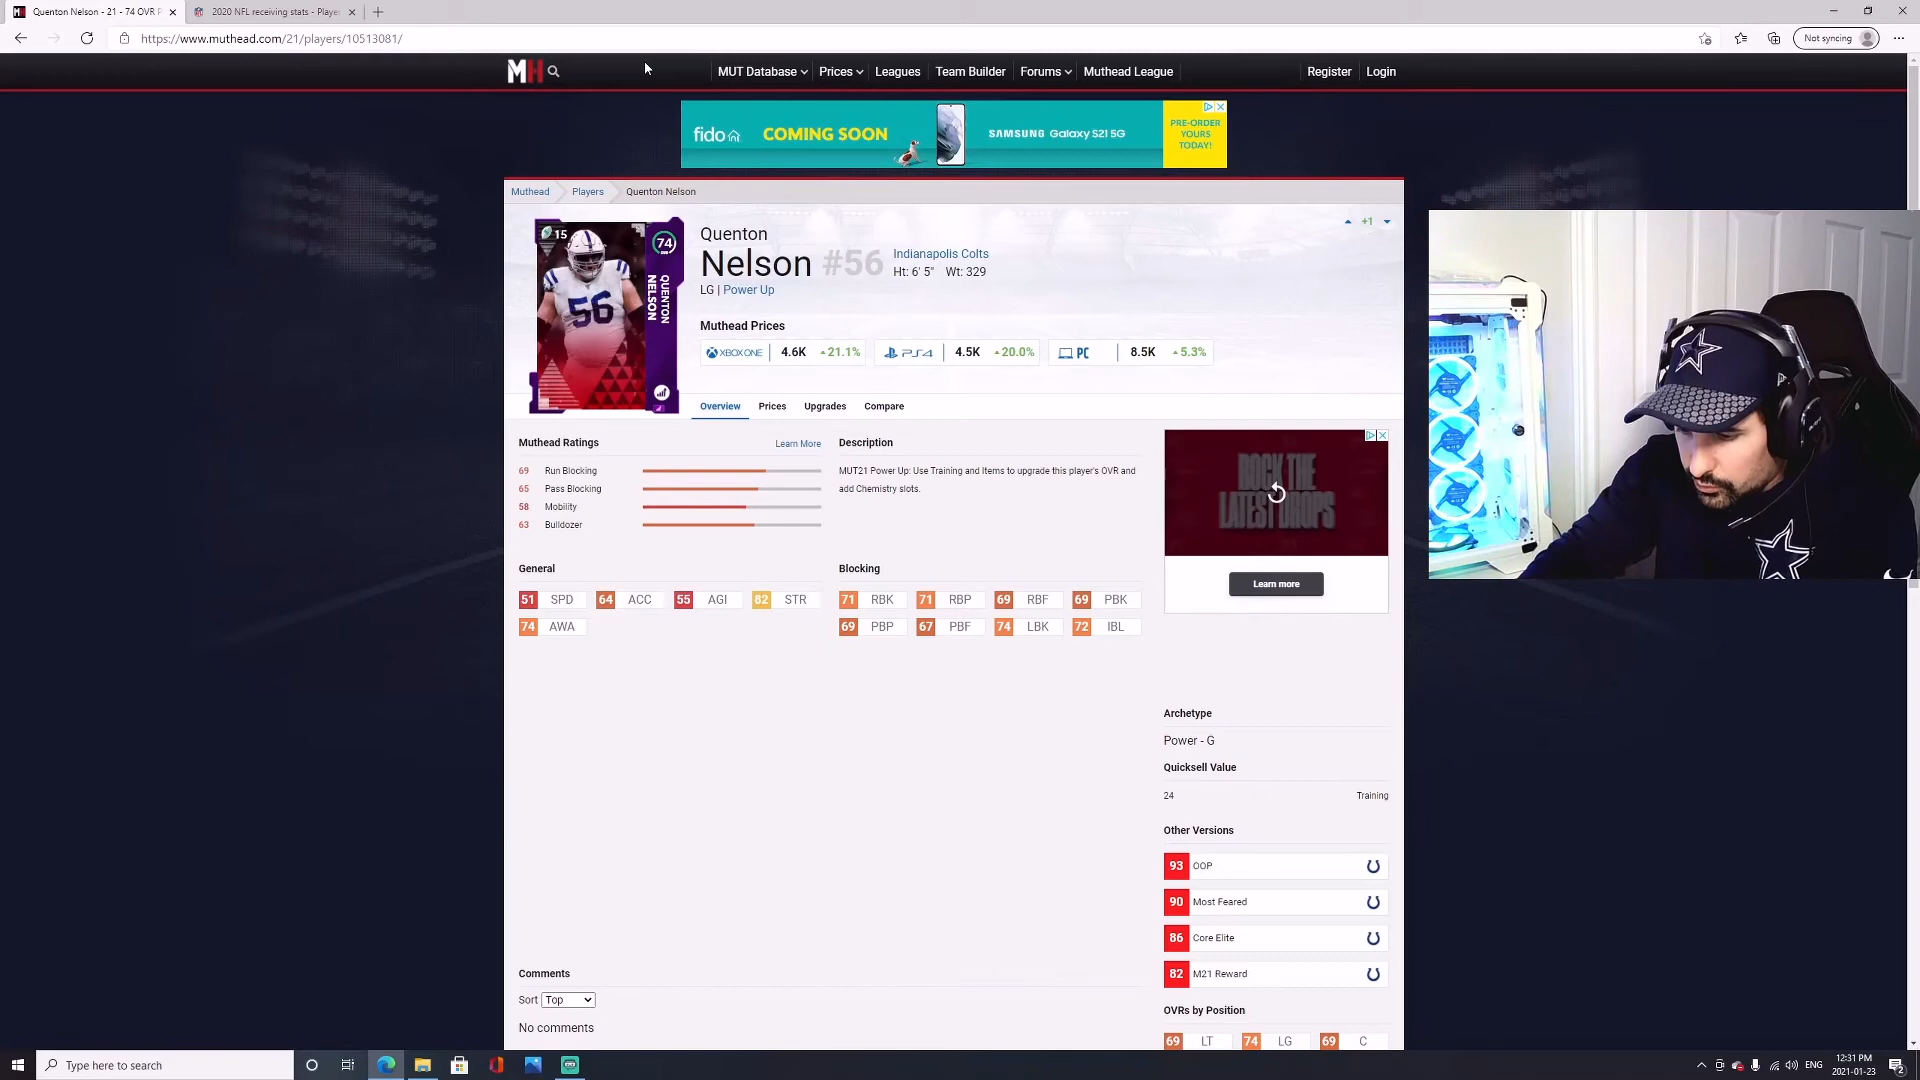 Quenton Nelson - 21 - 74 OVR P
2020 NFL receiving stats - Playe
https://www.muthead.com/21/players/10513081/
Not syncing
MH
MUT Database
Prices
Leagues
Team Builder
Forums
Muthead League
Register
Login
fido
COMING SOON
SAMSUNG Galaxy S21 5G
PRE-ORDER
YOURS
TODAY!
Muthead
Players
Quenton Nelson
15
74
OVR
QUENTON
NELSON
56
Quenton
Nelson #56
Indianapolis Colts
Ht: 6' 5" Wt: 329
LG | Power Up
+1
Muthead Prices
XBOX ONE 4.6K 21.1%
PS4 4.5K 20.0%
PC 8.5K 5.3%
Overview
Prices
Upgrades
Compare
Muthead Ratings
Learn More
69 Run Blocking
65 Pass Blocking
58 Mobility
63 Bulldozer
Description
MUT21 Power Up: Use Training and Items to upgrade this player's OVR and
add Chemistry slots.
ROCK THE
LATEST DROPS
Learn more
General
51 SPD 64 ACC 55 AGI 82 STR
74 AWA
Blocking
71 RBK 71 RBP 69 RBF 69 PBK
69 PBP 67 PBF 74 LBK 72 IBL
Archetype
Power - G
Quicksell Value
24 Training
Other Versions
93 OOP
90 Most Feared
86 Core Elite
82 M21 Reward
OVRs by Position
69 LT 74 LG 69 C
Comments
Sort Top
No comments
Type here to search
ENG
12:31 PM
2021-01-23
2